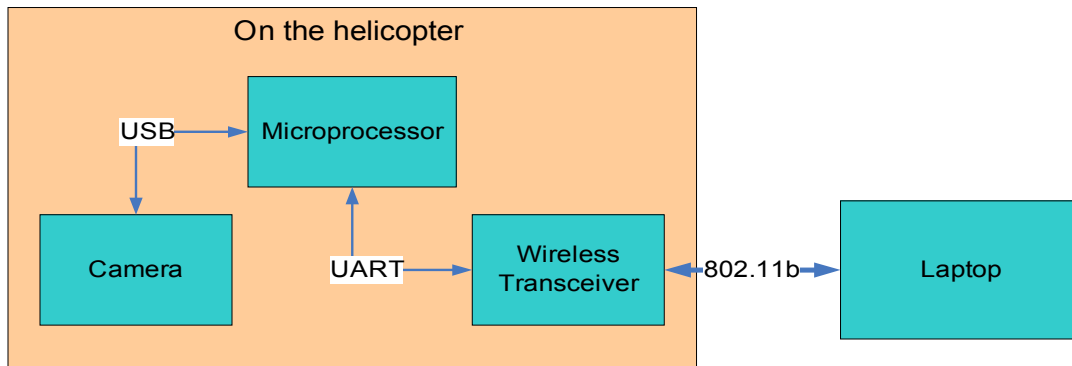 On the helicopter
Microprocessor
USB
Camera
UART
Wireless
Transceiver
802.11b
Laptop